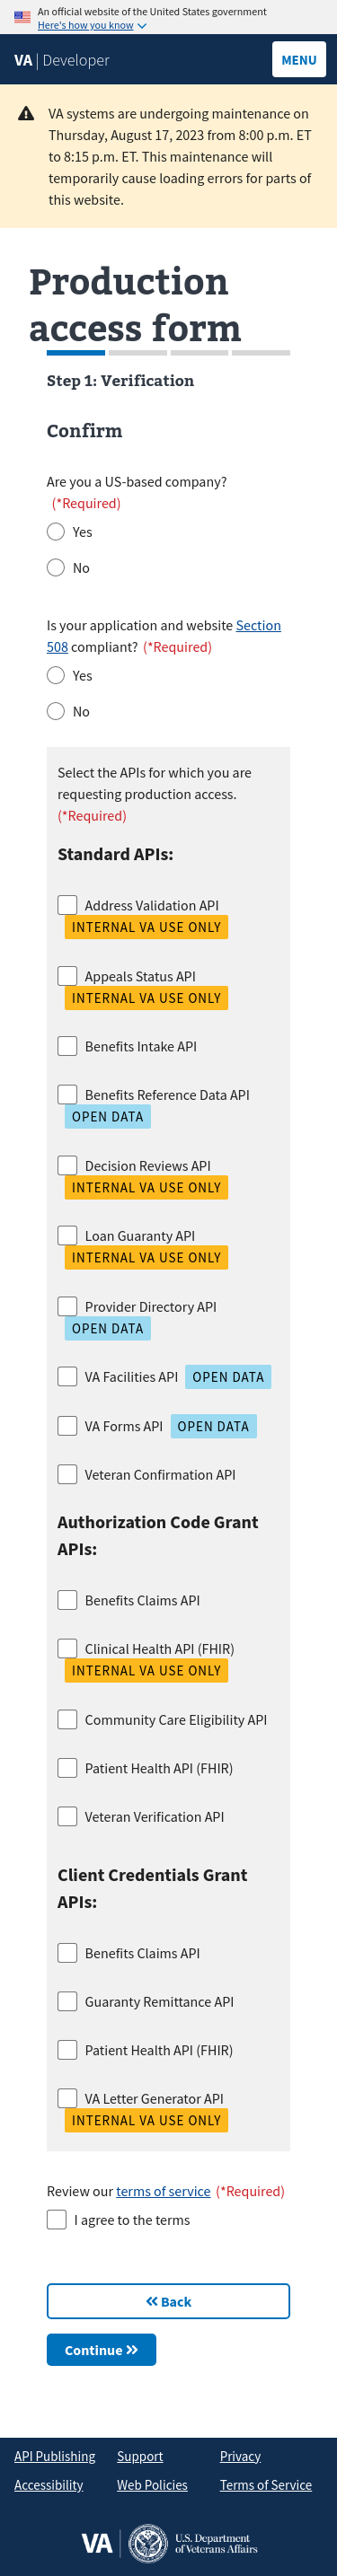 An official website of the United States government
Here's how you know
VA | Developer
MENU
VA systems are undergoing maintenance on
Thursday, August 17, 2023 from 8:00 p.m. ET
to 8:15 p.m. ET. This maintenance will
temporarily cause loading errors for parts of
this website.
Production
access form
Step 1: Verification
Confirm
Are you a US-based company?
(*Required)
Yes
No
Is your application and website Section
508 compliant? (*Required)
Yes
No
Select the APIs for which you are
requesting production access.
(*Required)
Standard APIs:
Address Validation API
INTERNAL VA USE ONLY
Appeals Status API
INTERNAL VA USE ONLY
Benefits Intake API
Benefits Reference Data API
OPEN DATA
Decision Reviews API
INTERNAL VA USE ONLY
Loan Guaranty API
INTERNAL VA USE ONLY
Provider Directory API
OPEN DATA
VA Facilities API OPEN DATA
VA Forms API OPEN DATA
Veteran Confirmation API
Authorization Code Grant
APIs:
Benefits Claims API
Clinical Health API (FHIR)
INTERNAL VA USE ONLY
Community Care Eligibility API
Patient Health API (FHIR)
Veteran Verification API
Client Credentials Grant
APIs:
Benefits Claims API
Guaranty Remittance API
Patient Health API (FHIR)
VA Letter Generator API
INTERNAL VA USE ONLY
Review our terms of service (*Required)
I agree to the terms
Back
Continue
API Publishing Support Privacy
Accessibility Web Policies Terms of Service
VA U.S. Department
of Veterans Affairs